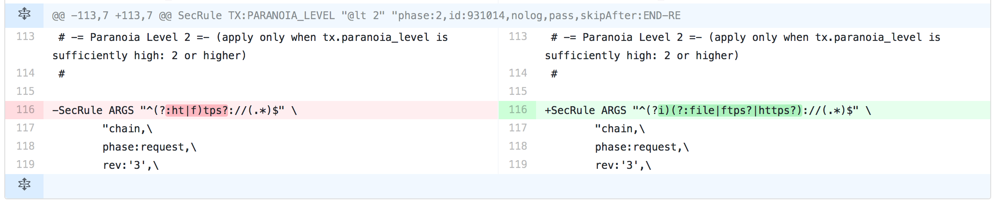 @@ -113,7 +113,7 @@ SecRule TX:PARANOIA_LEVEL "@lt 2" "phase:2,id:931014,nolog,pass,skipAfter:END-RE
113 # -= Paranoia Level 2 =- (apply only when tx.paranoia_level is
sufficiently high: 2 or higher)
114 #
115
116 -SecRule ARGS "^(?:ht|f)tps?://(.*)$" \
117 "chain,\
118 phase:request,\
119 rev:'3',\
113 # -= Paranoia Level 2 =- (apply only when tx.paranoia_level is
sufficiently high: 2 or higher)
114 #
115
116 +SecRule ARGS "^(?i)(?:file|ftps?|https?)://(.*)$" \
117 "chain,\
118 phase:request,\
119 rev:'3',\